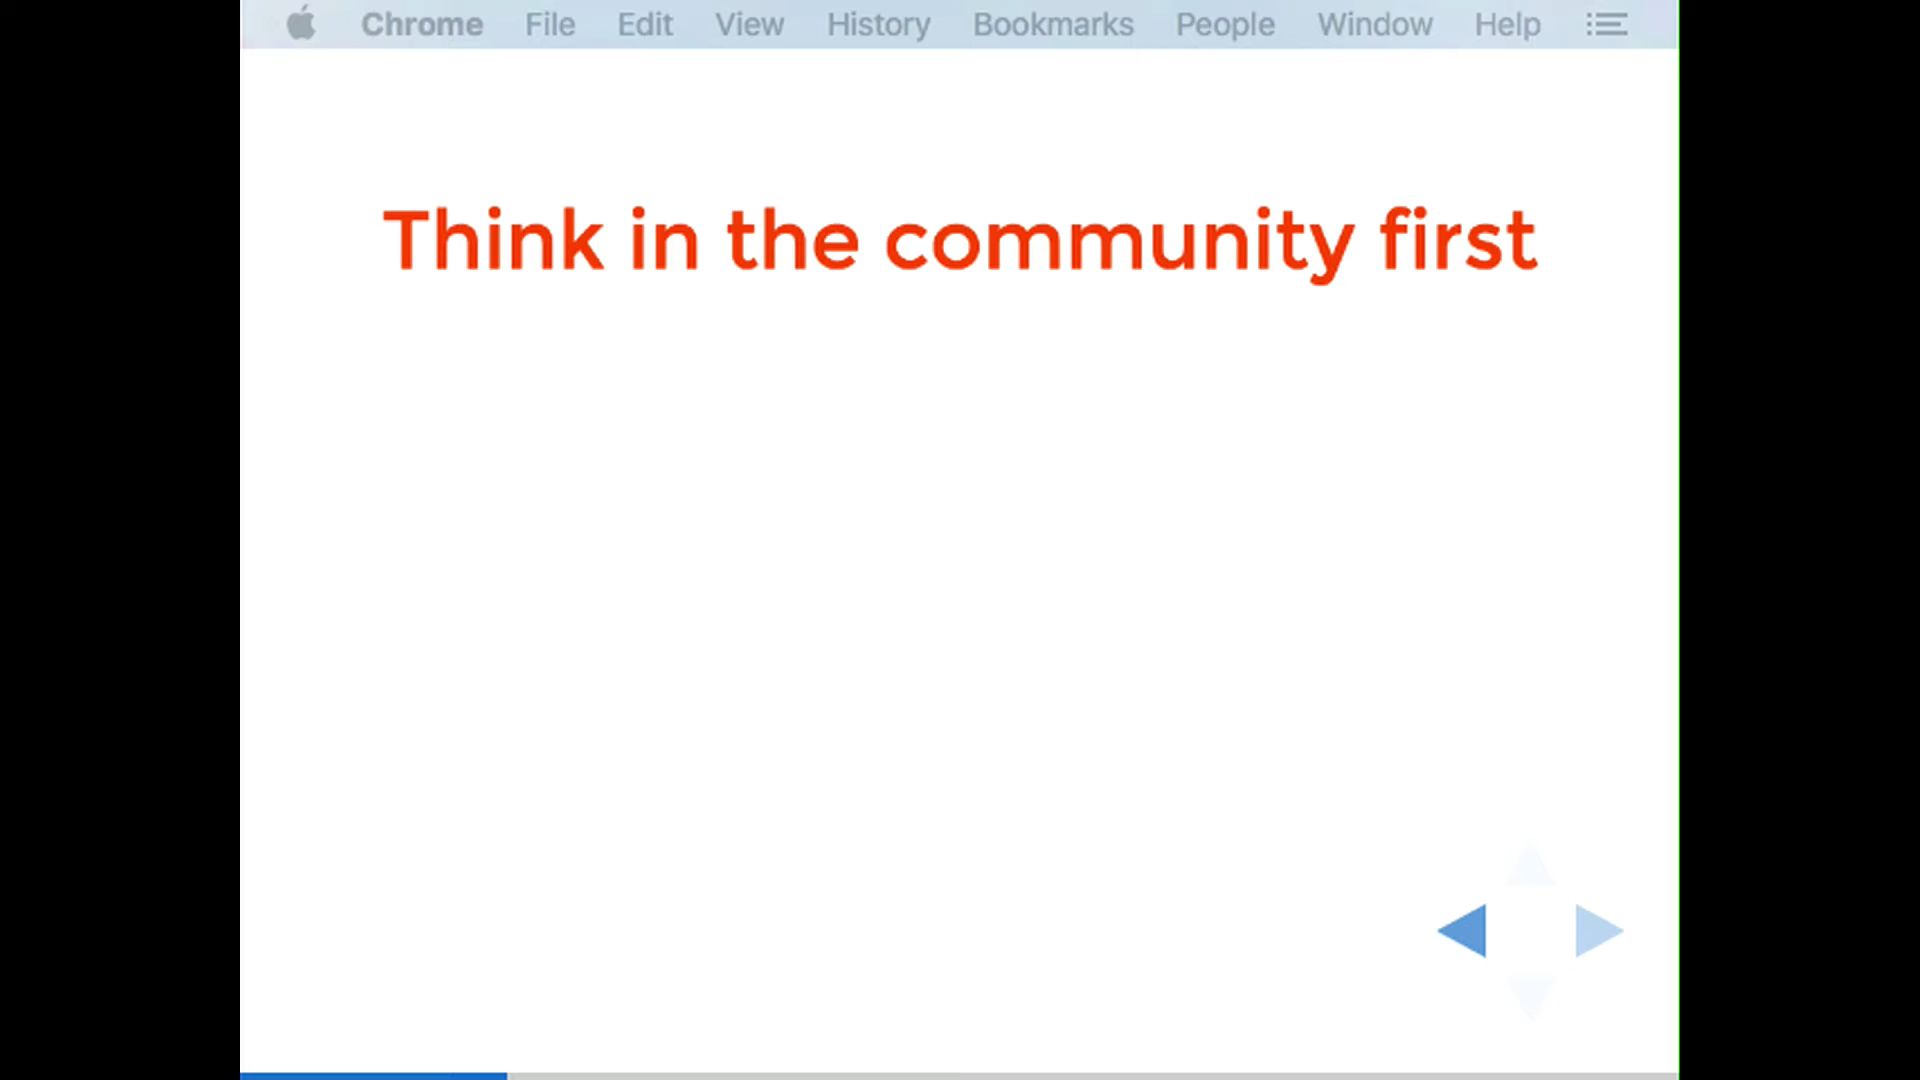 Chrome File Edit View History Bookmarks People Window Help
Think in the community first